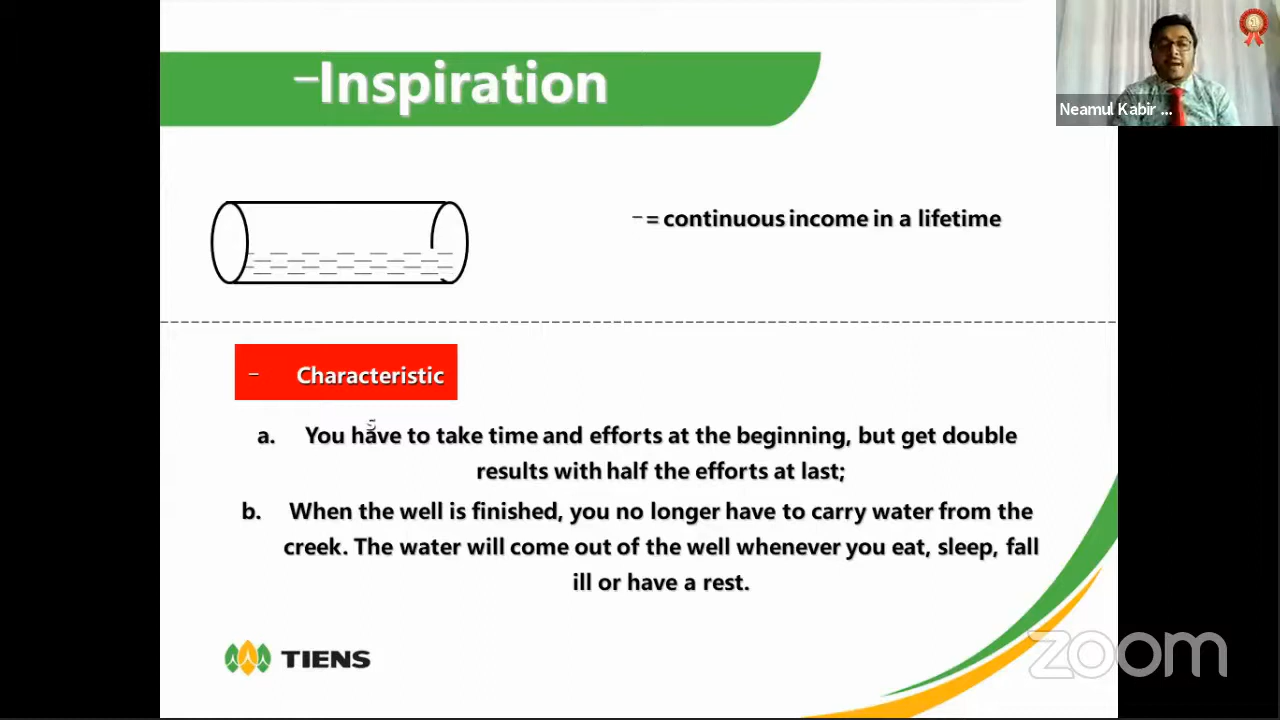 Inspiration
Neamul Kabir ...
= continuous income in a lifetime
Characteristic
s
a. You have to take time and efforts at the beginning, but get double
results with half the efforts at last;
b. When the well is finished, you no longer have to carry water from the
creek. The water will come out of the well whenever you eat, sleep, fall
ill or have a rest.
TIENS
zoom